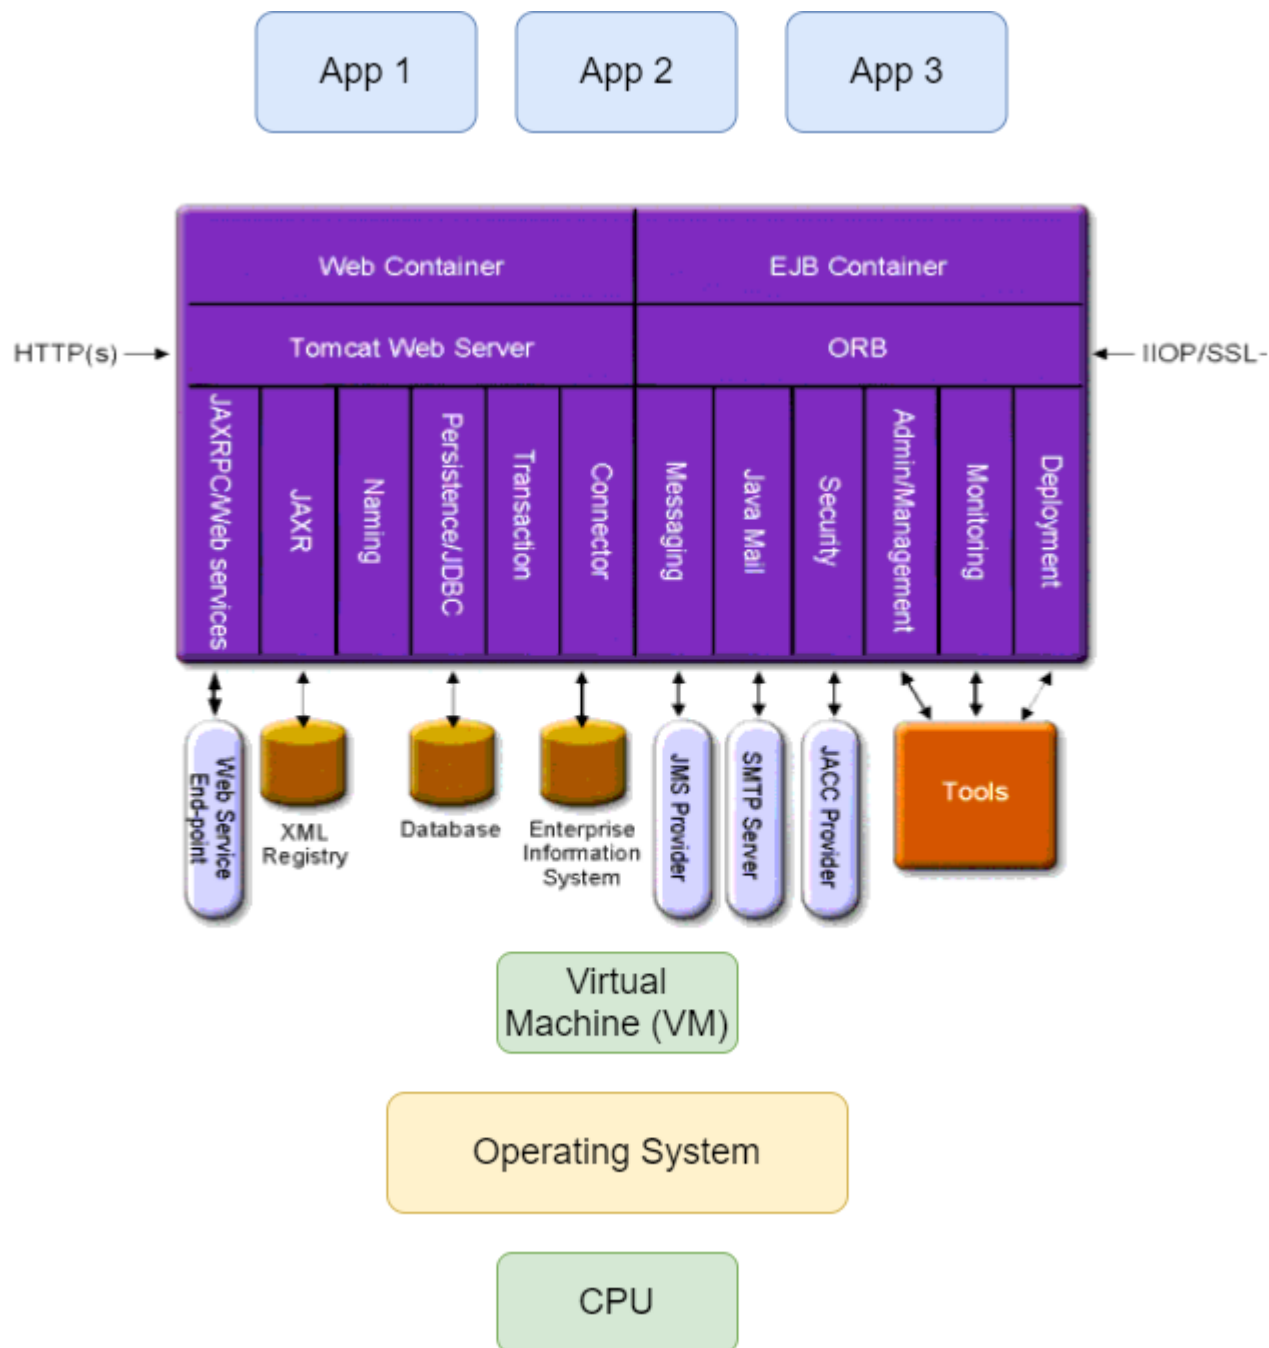 App 1
App 2
App 3
Web Container
EJB Container
HTTP(s)
Tomcat Web Server
ORB
IIOP/SSL-
JAXRPC/Web services
JAXR
Naming
Persistence/JDBC
Transaction
Connector
Messaging
Java Mail
Security
Admin/Management
Monitoring
Deployment
Web Service
End-point
XML
Registry
Database
Enterprise
Information
System
JMS Provider
SMTP Server
JACC Provider
Tools
Virtual
Machine (VM)
Operating System
CPU